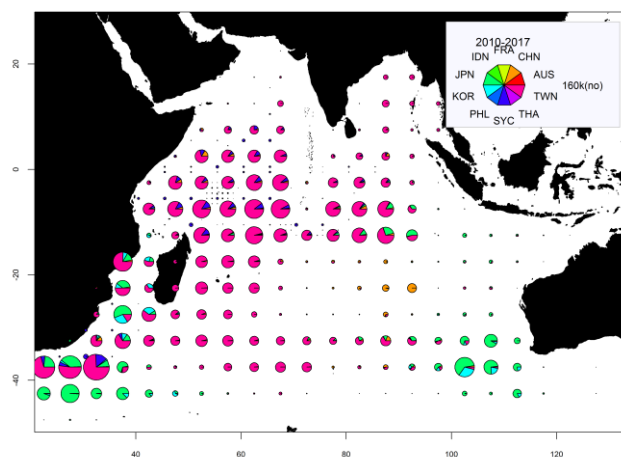 2010-2017
FRA
IDN CHN
JPN AUS
160k(no)
KOR TWN
PHL THA
SYC
20
0
-20
-40
40 60 80 100 120